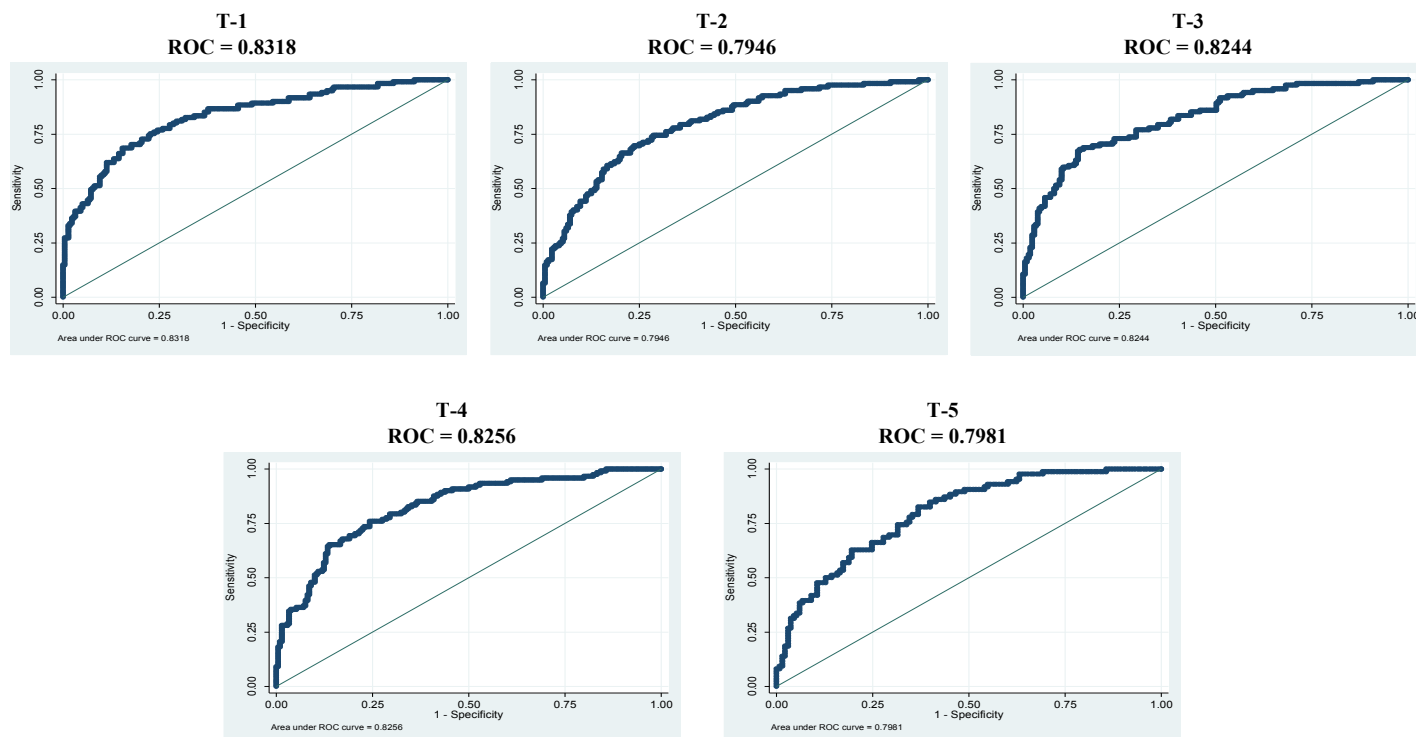 T-1
ROC = 0.8318
Sensitivity
1.00
0.75
0.50
0.25
0.00
0.00 0.25 0.50 0.75 1.00
1 - Specificity
Area under ROC curve = 0.8318
T-2
ROC = 0.7946
Sensitivity
1.00
0.75
0.50
0.25
0.00
0.00 0.25 0.50 0.75 1.00
1 - Specificity
Area under ROC curve = 0.7946
T-3
ROC = 0.8244
Sensitivity
1.00
0.75
0.50
0.25
0.00
0.00 0.25 0.50 0.75 1.00
1 - Specificity
Area under ROC curve = 0.8244
T-4
ROC = 0.8256
Sensitivity
1.00
0.75
0.50
0.25
0.00
0.00 0.25 0.50 0.75 1.00
1 - Specificity
Area under ROC curve = 0.8256
T-5
ROC = 0.7981
Sensitivity
1.00
0.75
0.50
0.25
0.00
0.00 0.25 0.50 0.75 1.00
1 - Specificity
Area under ROC curve = 0.7981